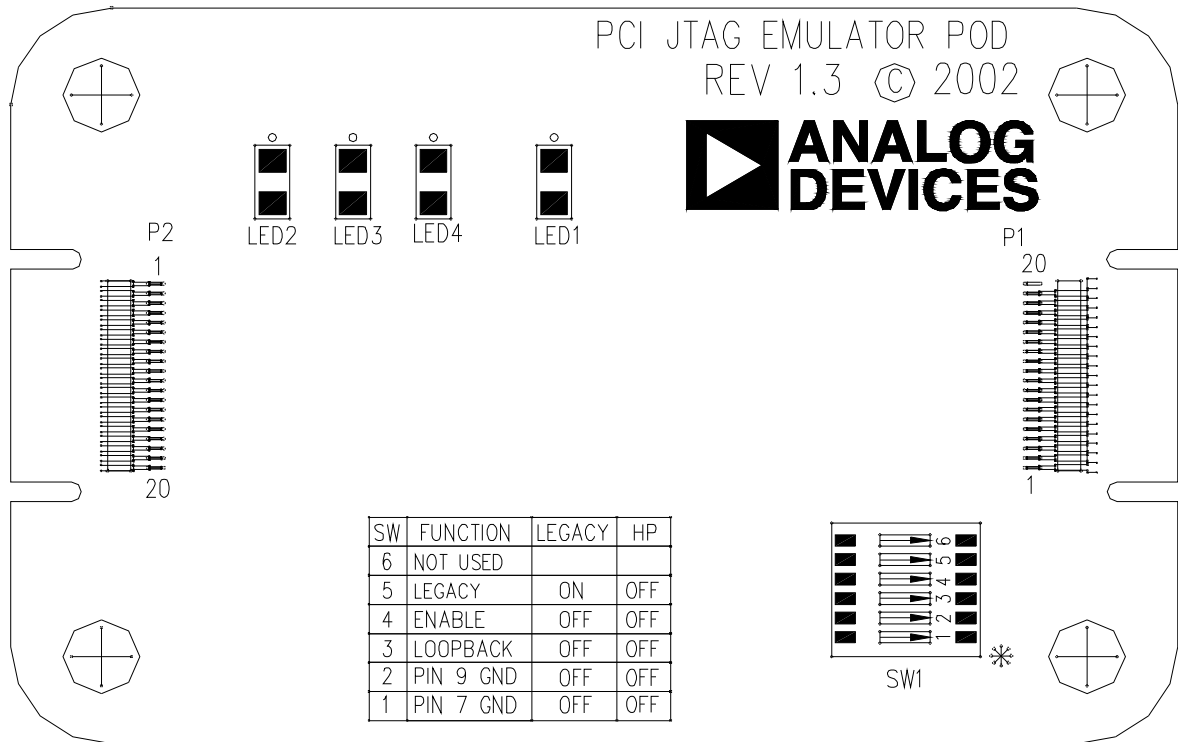 PCI JTAG EMULATOR POD
REV 1.3 © 2002
ANALOG
DEVICES
LED2 LED3 LED4 LED1
P2
1
20
P1
20
1
SW FUNCTION LEGACY HP
6 NOT USED
5 LEGACY ON OFF
4 ENABLE OFF OFF
3 LOOPBACK OFF OFF
2 PIN 9 GND OFF OFF
1 PIN 7 GND OFF OFF
6
5
4
3
2
1
SW1